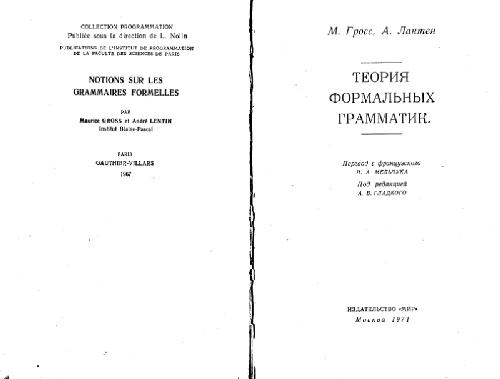 COLLECTION PROGRAMMATION
Publiée sous la direction de L. Nolin
PUBLICATIONS DE L'INSTITUT DE PROGRAMMATION
DE LA FACULTÉ DES SCIENCES DE PARIS
NOTIONS SUR LES
GRAMMAIRES FORMELLES
PAR
Maurice GROSS et André LENTIN
Institut Blaise-Pascal
PARIS
GAUTHIER-VILLARS
1967
М. Гросс, А. Лантен
ТЕОРИЯ
ФОРМАЛЬНЫХ
ГРАММАТИК.
Перевод с французского
И. А. МЕЛЬЧУКА
Под редакцией
А. В. ГЛАДКОГО
ИЗДАТЕЛЬСТВО «МИР»
Москва 1971